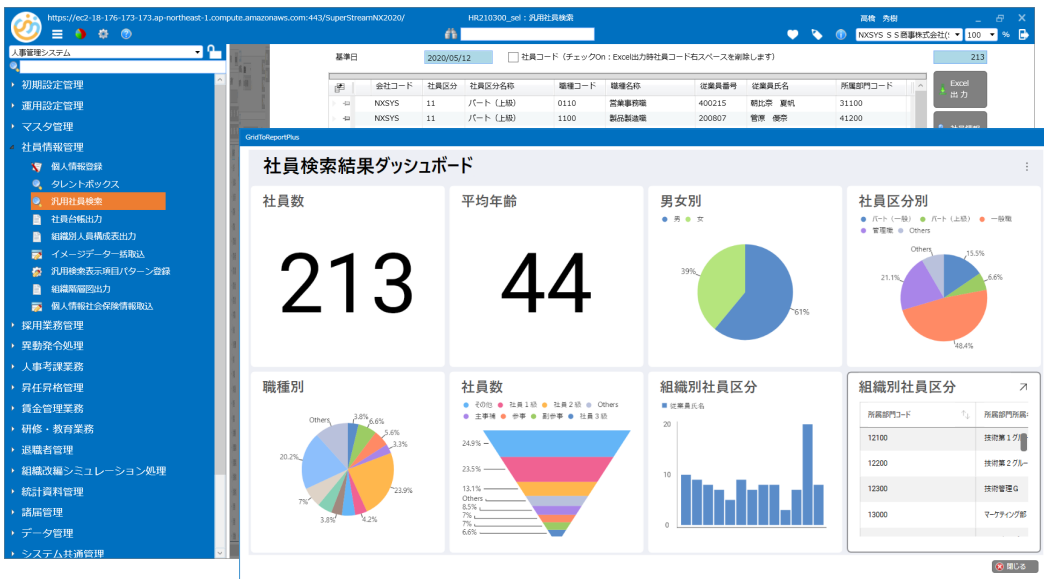 https://ec2-18-176-173-173.ap-northeast-1.compute.amazonaws.com:443/SuperStreamNX2020/
HR210300_sel : 汎用社員検索
高橋 秀樹
NXSYS S S商事株式会社(:
100
%
人事管理システム
初期設定管理
運用設定管理
マスタ管理
社員情報管理
個人情報登録
タレントボックス
汎用社員検索
社員台帳出力
組織別人員構成表出力
イメージデータ一括取込
汎用検索表示項目パターン登録
組織階層図出力
個人情報社会保険情報取込
採用業務管理
異動発令処理
人事考課業務
昇任昇格管理
賃金管理業務
研修・教育業務
退職者管理
組織改編シミュレーション処理
統計資料管理
諸届管理
データ管理
システム共通管理
基準日
2020/05/12
社員コード（チェックOn：Excel出力時社員コード右スペースを削除します）
213
会社コード 社員区分 社員区分名称 職種コード 職種名称 従業員番号 従業員氏名 所属部門コード
NXSYS 11 パート（上級） 0110 営業事務職 400215 朝比奈 夏帆 31100
NXSYS 11 パート（上級） 1100 製品製造職 200807 菅原 優奈 41200
Excel
出力
GridToReportPlus
社員検索結果ダッシュボード
社員数
213
平均年齢
44
男女別
男 女
39%
61%
社員区分別
パート（一般） パート（上級） 一般職
管理職 Others
Others
15.5%
6.6%
21.1%
48.4%
職種別
Others
3.8%
6.6%
5.6%
3.3%
20.2%
23.9%
7%
3.8%
4.2%
社員数
その他 社員１級 社員２級 Others
主事補 参事 副参事 社員３級
24.9%
23.5%
13.1%
Others
8.5%
7%
7%
6.6%
組織別社員区分
従業員氏名
20
10
0
組織別社員区分
所属部門コード 所属部門所属
12100 技術第１グルー
12200 技術第２グルー
12300 技術管理Ｇ
13000 マーケティング部
閉じる